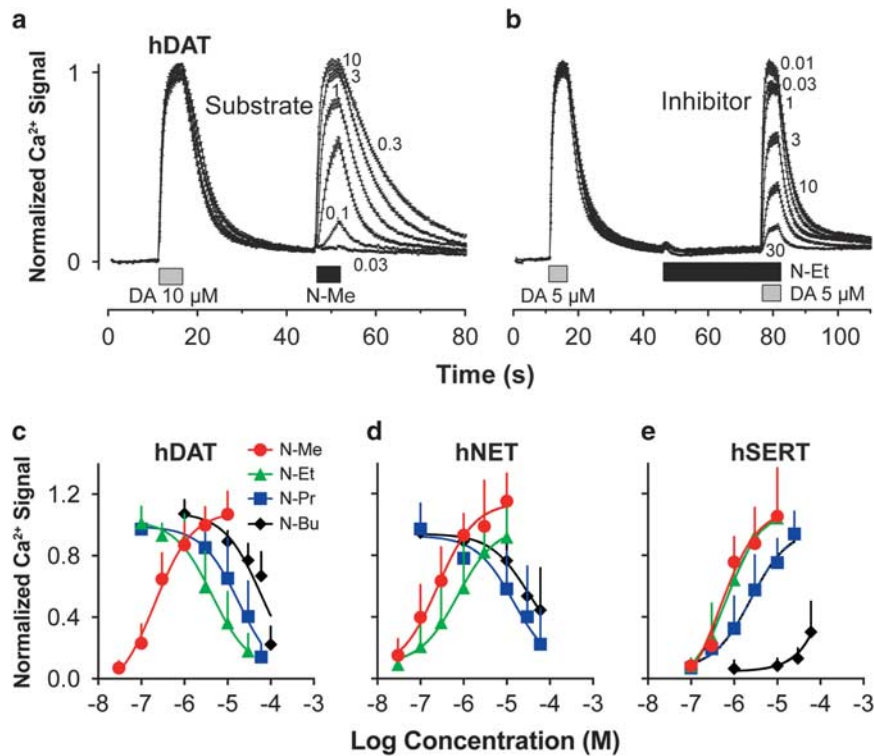 a
hDAT
Normalized Ca²⁺ Signal
1
0
Substrate
10
3
1
0.3
0.1
0.03
DA 10 µM
N-Me
0
20
40
60
80
b
Inhibitor
0.01
0.03
1
3
10
30
N-Et
DA 5 µM
DA 5 µM
0
20
40
60
80
100
Time (s)
c
hDAT
Normalized Ca²⁺ Signal
1.2
0.8
0.4
0.0
N-Me
N-Et
N-Pr
N-Bu
-8
-7
-6
-5
-4
-3
d
hNET
-8
-7
-6
-5
-4
-3
e
hSERT
-8
-7
-6
-5
-4
-3
Log Concentration (M)